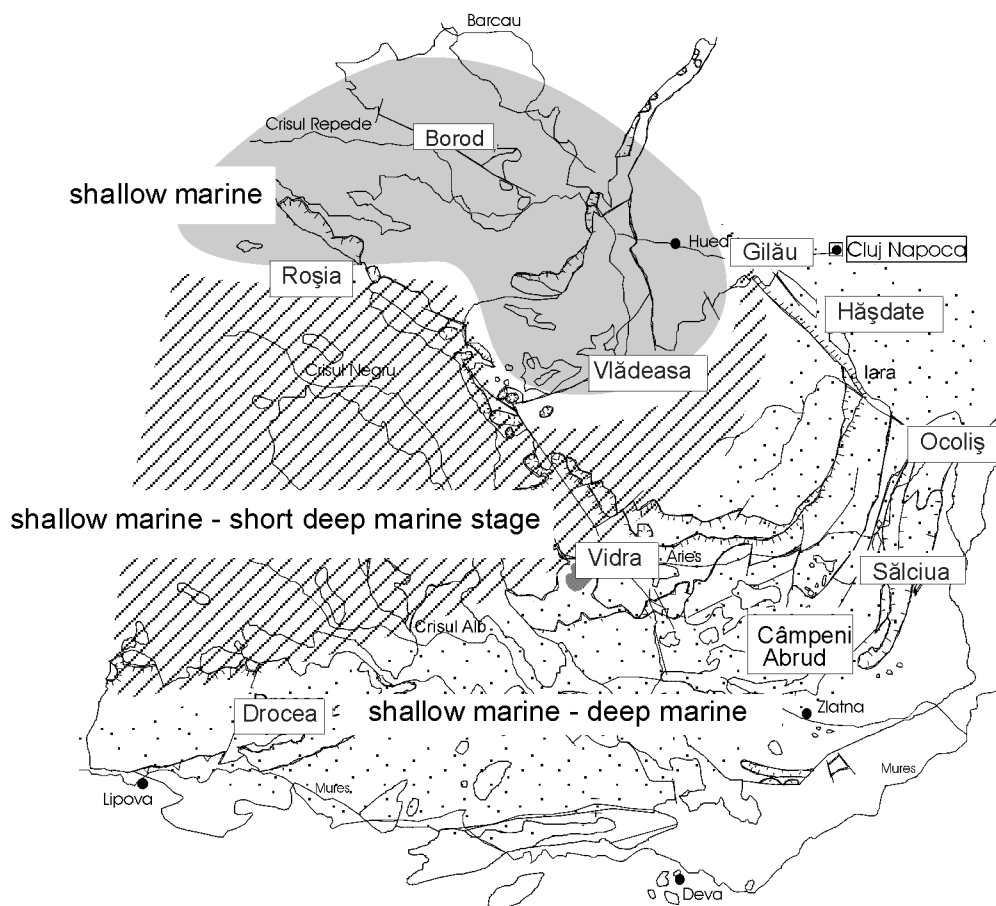 Barcau
Crisul Repede
Borod
shallow marine
Hued
Gilău
Cluj Napoca
Roşia
Hăşdate
Crisul Negru
Vlădeasa
Iara
Ocoliş
shallow marine - short deep marine stage
Vidra
Aries
Sălciua
Crisul Alb
Câmpeni
Abrud
Drocea
shallow marine - deep marine
Zlatna
Mures
Lipova
Mures
Deva